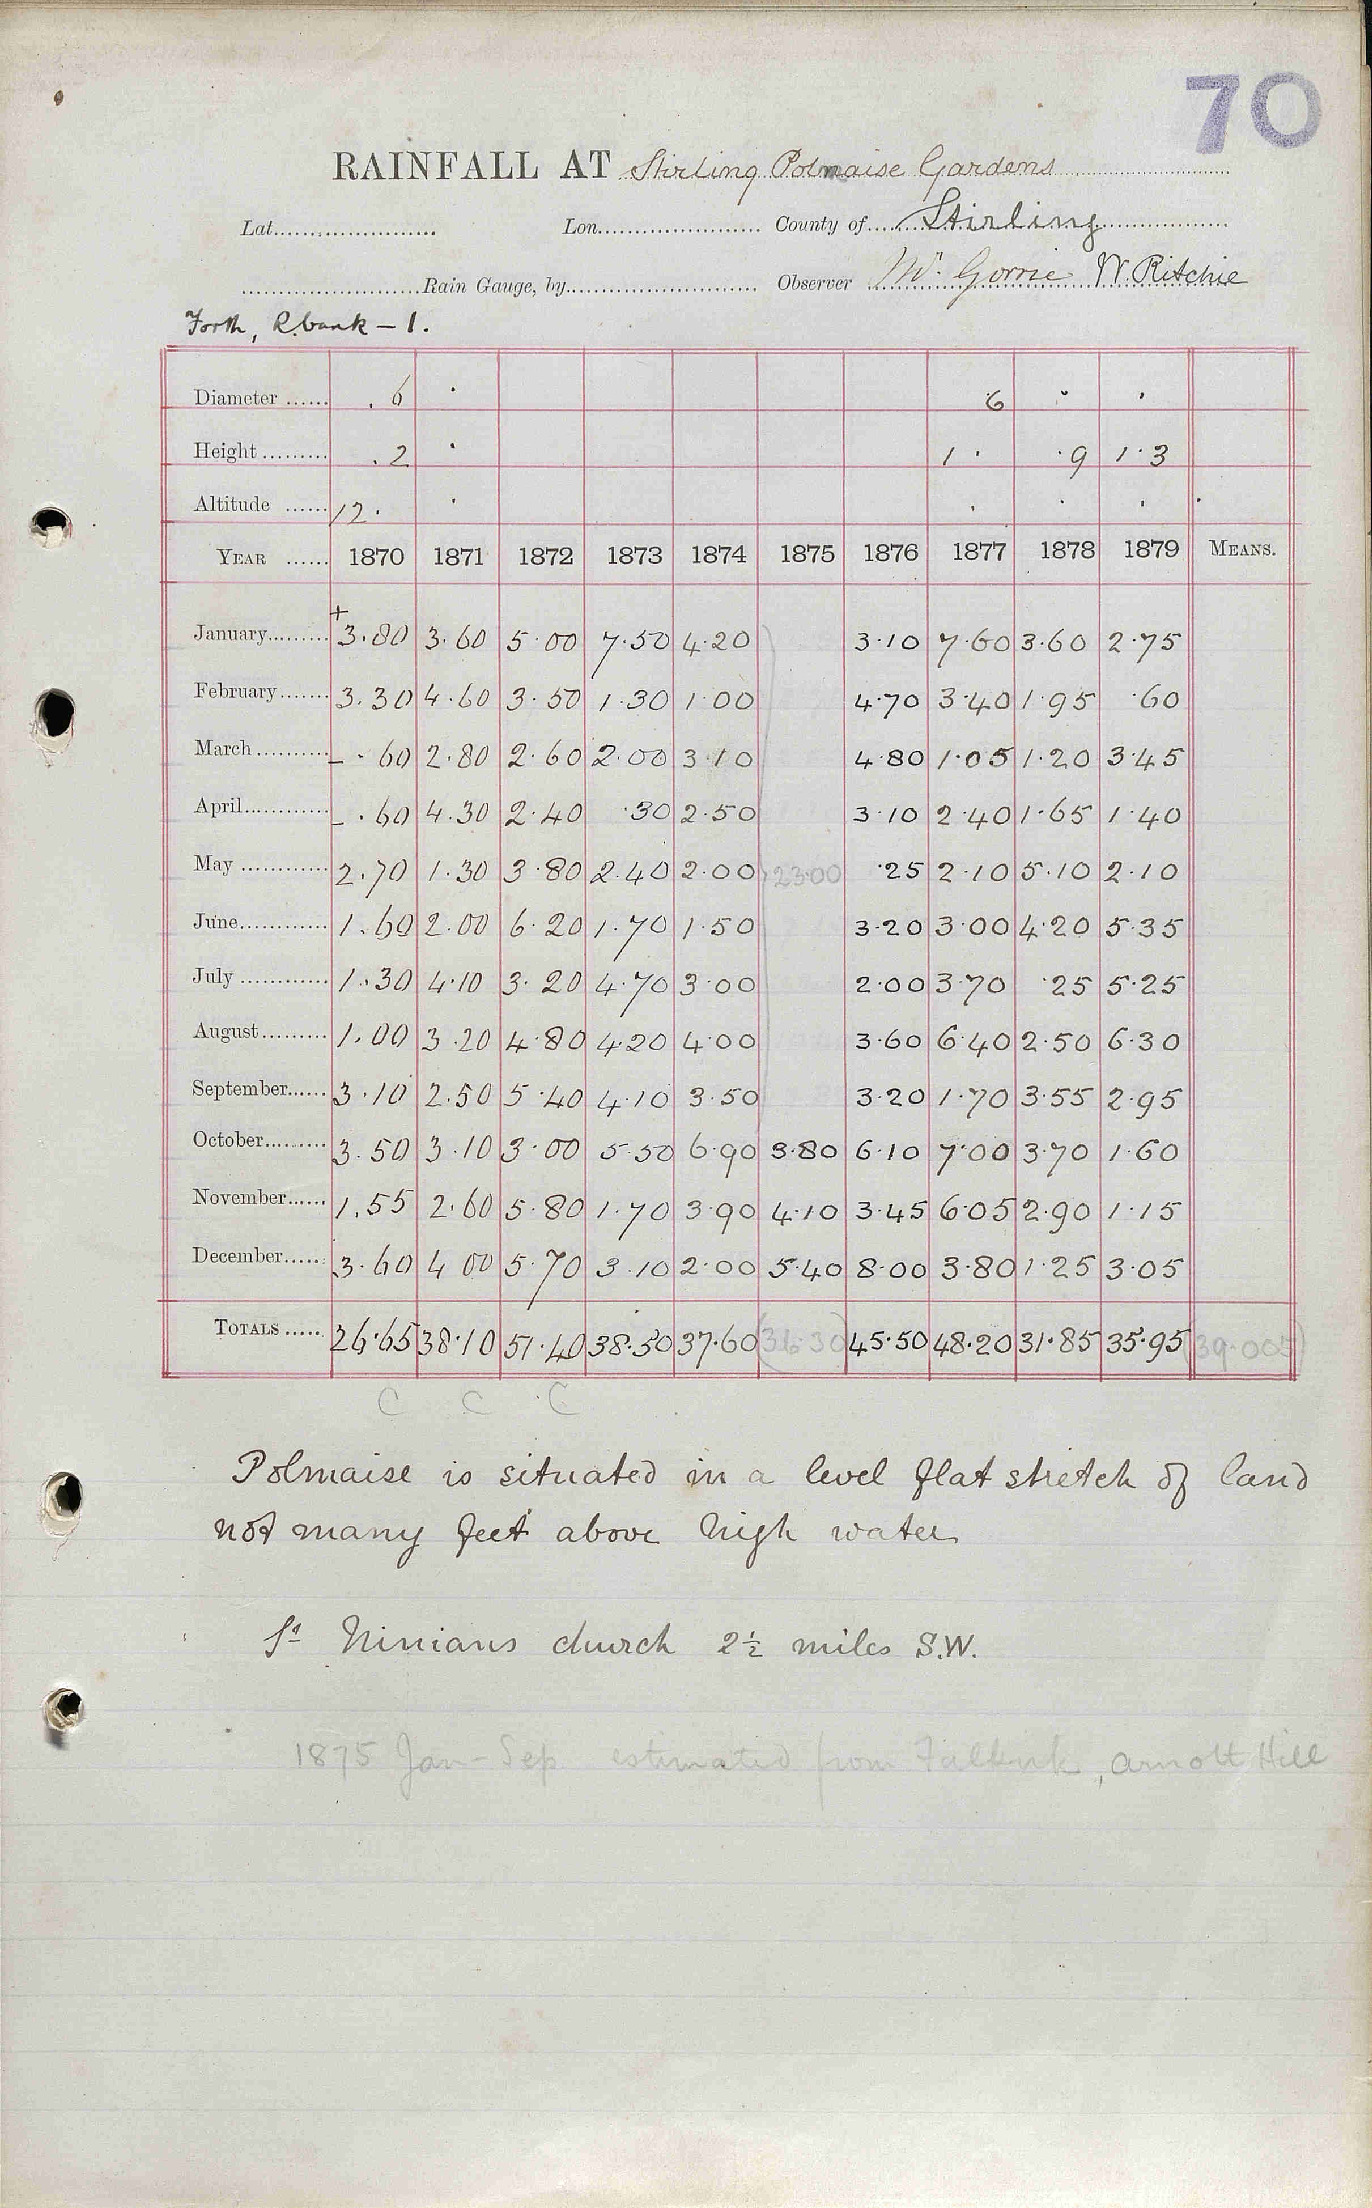 70
RAINFALL AT Stirling Polmaise Gardens
Lat. Lon. County of Stirling
Rain Gauge, by Observer Mr. Gorrie W. Ritchie
Forth, R. bank - 1.
Diameter ...... .6 · 6 · ·
Height ......... .2 · 1 · ·9 1·3
Altitude ...... 12· · · · · ·
YEAR ...... 1870 1871 1872 1873 1874 1875 1876 1877 1878 1879 MEANS.
January......... + 3.80 3.60 5.00 7.50 4.20 3.10 7.60 3.60 2.75
February....... 3.30 4.60 3.50 1.30 1.00 4.70 3.40 1.95 .60
March.......... - .60 2.80 2.60 2.00 3.10 4.80 1.05 1.20 3.45
April............ - .60 4.30 2.40 .30 2.50 3.10 2.40 1.65 1.40
May ............ 2.70 1.30 3.80 2.40 2.00 23.00 .25 2.10 5.10 2.10
June............ 1.60 2.00 6.20 1.70 1.50 3.20 3.00 4.20 5.35
July ............ 1.30 4.10 3.20 4.70 3.00 2.00 3.70 .25 5.25
August......... 1.00 3.20 4.80 4.20 4.00 3.60 6.40 2.50 6.30
September...... 3.10 2.50 5.40 4.10 3.50 3.20 1.70 3.55 2.95
October......... 3.50 3.10 3.00 5.50 6.90 3.80 6.10 7.00 3.70 1.60
November...... 1.55 2.60 5.80 1.70 3.90 4.10 3.45 6.05 2.90 1.15
December...... 3.60 4.00 5.70 3.10 2.00 5.40 8.00 3.80 1.25 3.05
TOTALS ..... 26.65 38.10 51.40 38.50 37.60 (36.30) 45.50 48.20 31.85 35.95 (39.005)
C C C
Polmaise is situated in a level flat stretch of land
not many feet above high water
St Ninians church 2½ miles S.W.
1875 Jan-Sep estimated from Falkirk, Arnott Hill